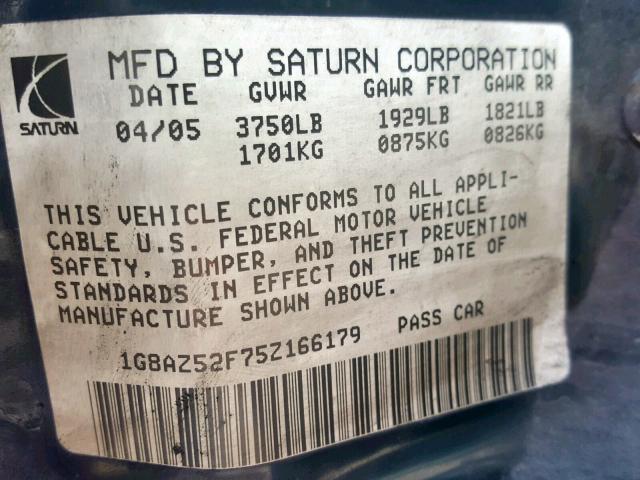 MFD BY SATURN CORPORATION
DATE GVWR GAWR FRT GAWR RR
SATURN 04/05 3750LB 1929LB 1821LB
1701KG 0875KG 0826KG
THIS VEHICLE CONFORMS TO ALL APPLI-
CABLE U.S. FEDERAL MOTOR VEHICLE
SAFETY, BUMPER, AND THEFT PREVENTION
STANDARDS IN EFFECT ON THE DATE OF
MANUFACTURE SHOWN ABOVE.
1G8AZ52F75Z166179 PASS CAR